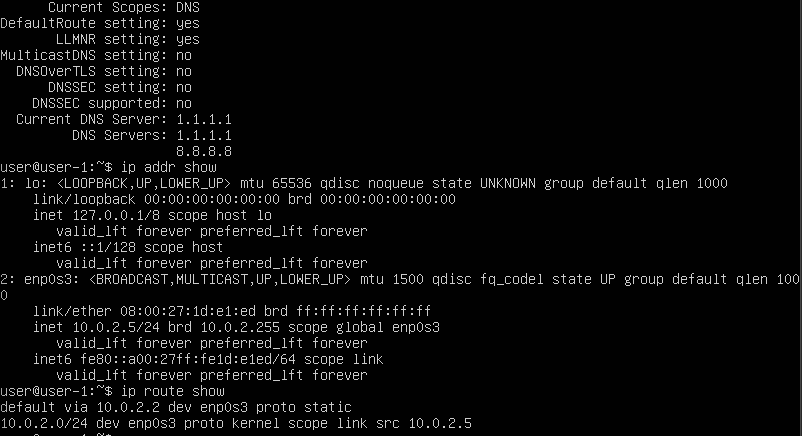 Current Scopes: DNS
DefaultRoute setting: yes
LLMNR setting: yes
MulticastDNS setting: no
DNSOverTLS setting: no
DNSSEC setting: no
DNSSEC supported: no
Current DNS Server: 1.1.1.1
DNS Servers: 1.1.1.1
8.8.8.8
user@user-1:~$ ip addr show
1: lo: <LOOPBACK,UP,LOWER_UP> mtu 65536 qdisc noqueue state UNKNOWN group default qlen 1000
link/loopback 00:00:00:00:00:00 brd 00:00:00:00:00:00
inet 127.0.0.1/8 scope host lo
valid_lft forever preferred_lft forever
inet6 ::1/128 scope host
valid_lft forever preferred_lft forever
2: enp0s3: <BROADCAST,MULTICAST,UP,LOWER_UP> mtu 1500 qdisc fq_codel state UP group default qlen 100
0
link/ether 08:00:27:1d:e1:ed brd ff:ff:ff:ff:ff:ff
inet 10.0.2.5/24 brd 10.0.2.255 scope global enp0s3
valid_lft forever preferred_lft forever
inet6 fe80::a00:27ff:fe1d:e1ed/64 scope link
valid_lft forever preferred_lft forever
user@user-1:~$ ip route show
default via 10.0.2.2 dev enp0s3 proto static
10.0.2.0/24 dev enp0s3 proto kernel scope link src 10.0.2.5